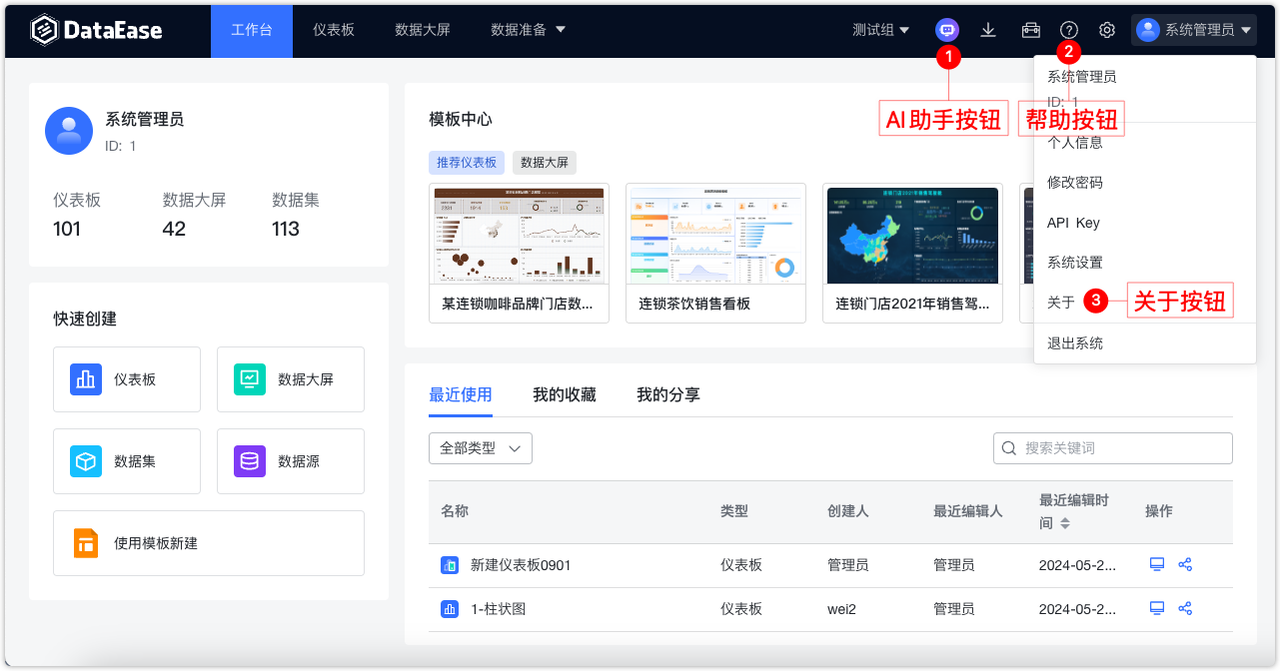 DataEase
工作台
仪表板
数据大屏
数据准备
测试组
系统管理员
1
2
AI助手按钮
帮助按钮
系统管理员
ID: 1
个人信息
修改密码
API Key
系统设置
关于
3
关于按钮
退出系统
系统管理员
ID: 1
仪表板
数据大屏
数据集
101
42
113
快速创建
仪表板
数据大屏
数据集
数据源
使用模板新建
模板中心
推荐仪表板
数据大屏
某连锁咖啡品牌门店数...
连锁茶饮销售看板
连锁门店2021年销售驾...
最近使用
我的收藏
我的分享
全部类型
搜索关键词
名称
类型
创建人
最近编辑人
最近编辑时
间
操作
新建仪表板0901
仪表板
管理员
管理员
2024-05-2...
1-柱状图
仪表板
wei2
管理员
2024-05-2...